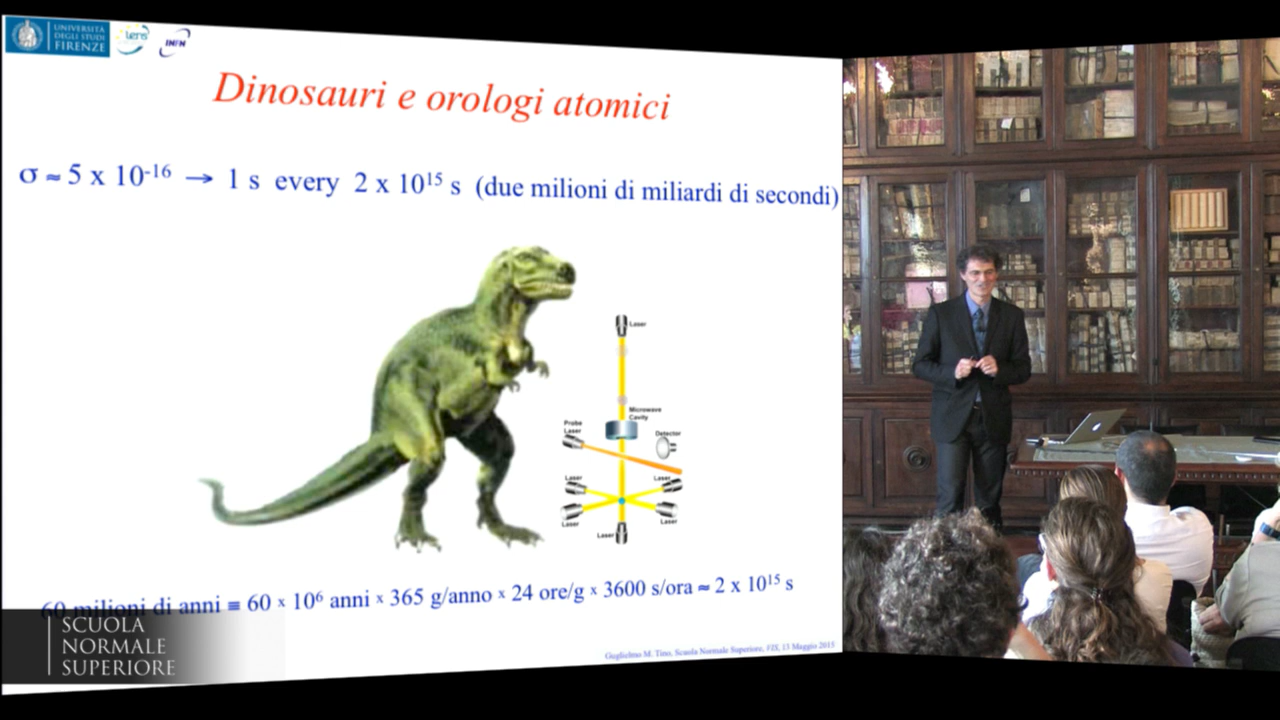 UNIVERSITÀ
DEGLI STUDI
FIRENZE
lens
INFN
Dinosauri e orologi atomici
σ ≈ 5 x 10⁻¹⁶ → 1 s every 2 x 10¹⁵ s (due milioni di miliardi di secondi)
Laser
Microwave
Cavity
Probe
Laser
Detector
Laser
Laser
Laser
Laser
Laser
60 milioni di anni ≡ 60 x 10⁶ anni x 365 g/anno x 24 ore/g x 3600 s/ora ≈ 2 x 10¹⁵ s
SCUOLA
NORMALE
SUPERIORE
Guglielmo M. Tino, Scuola Normale Superiore, VIS, 13 Maggio 2015